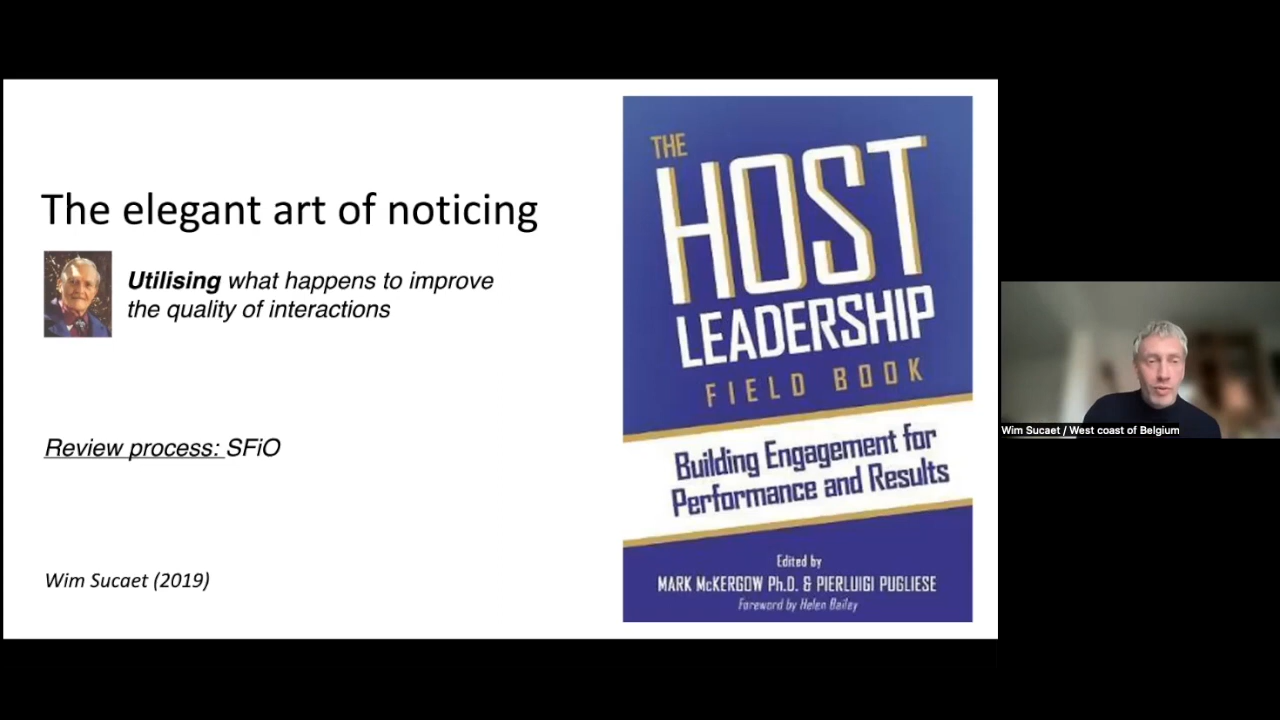 The elegant art of noticing
Utilising what happens to improve
the quality of interactions
Review process: SFiO
Wim Sucaet (2019)
THE
HOST
LEADERSHIP
FIELD BOOK
Building Engagement for
Performance and Results
Edited by
MARK McKERGOW Ph.D. & PIERLUIGI PUGLIESE
Foreword by Helen Bailey
Wim Sucaet / West coast of Belgium